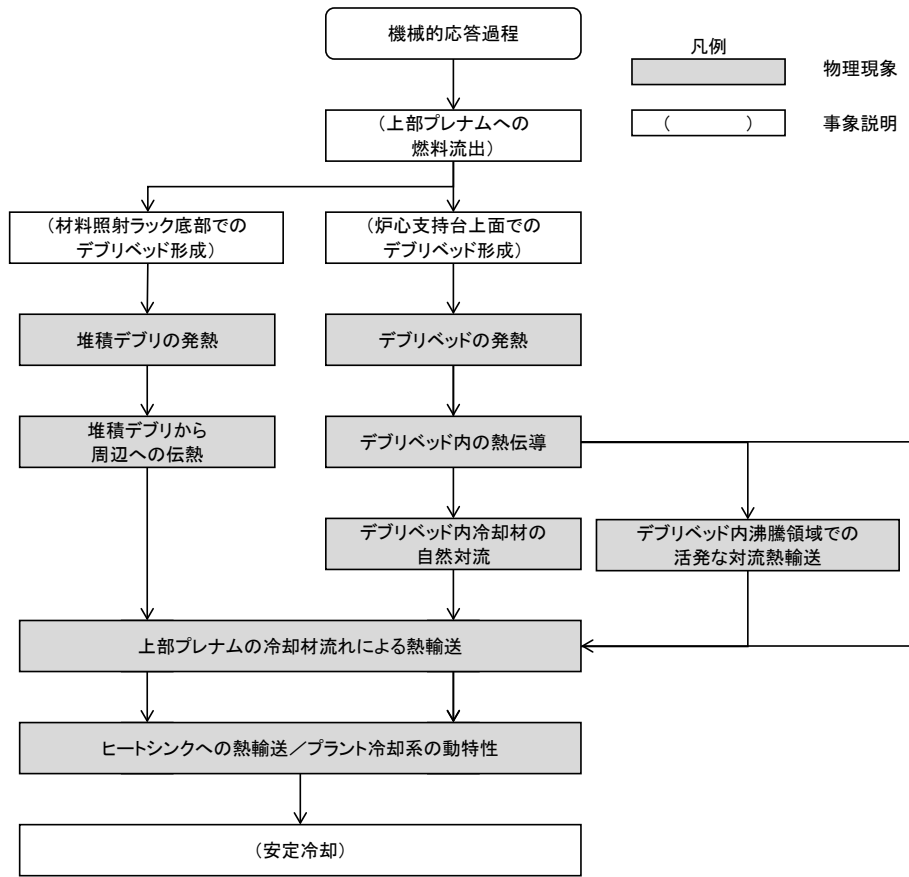 機械的応答過程
凡例
物理現象
(上部プレナムへの
燃料流出)
(　　　)
事象説明
(材料照射ラック底部での
デブリベッド形成)
(炉心支持台上面での
デブリベッド形成)
堆積デブリの発熱
デブリベッドの発熱
堆積デブリから
周辺への伝熱
デブリベッド内の熱伝導
デブリベッド内冷却材の
自然対流
デブリベッド内沸騰領域での
活発な対流熱輸送
上部プレナムの冷却材流れによる熱輸送
ヒートシンクへの熱輸送／プラント冷却系の動特性
(安定冷却)